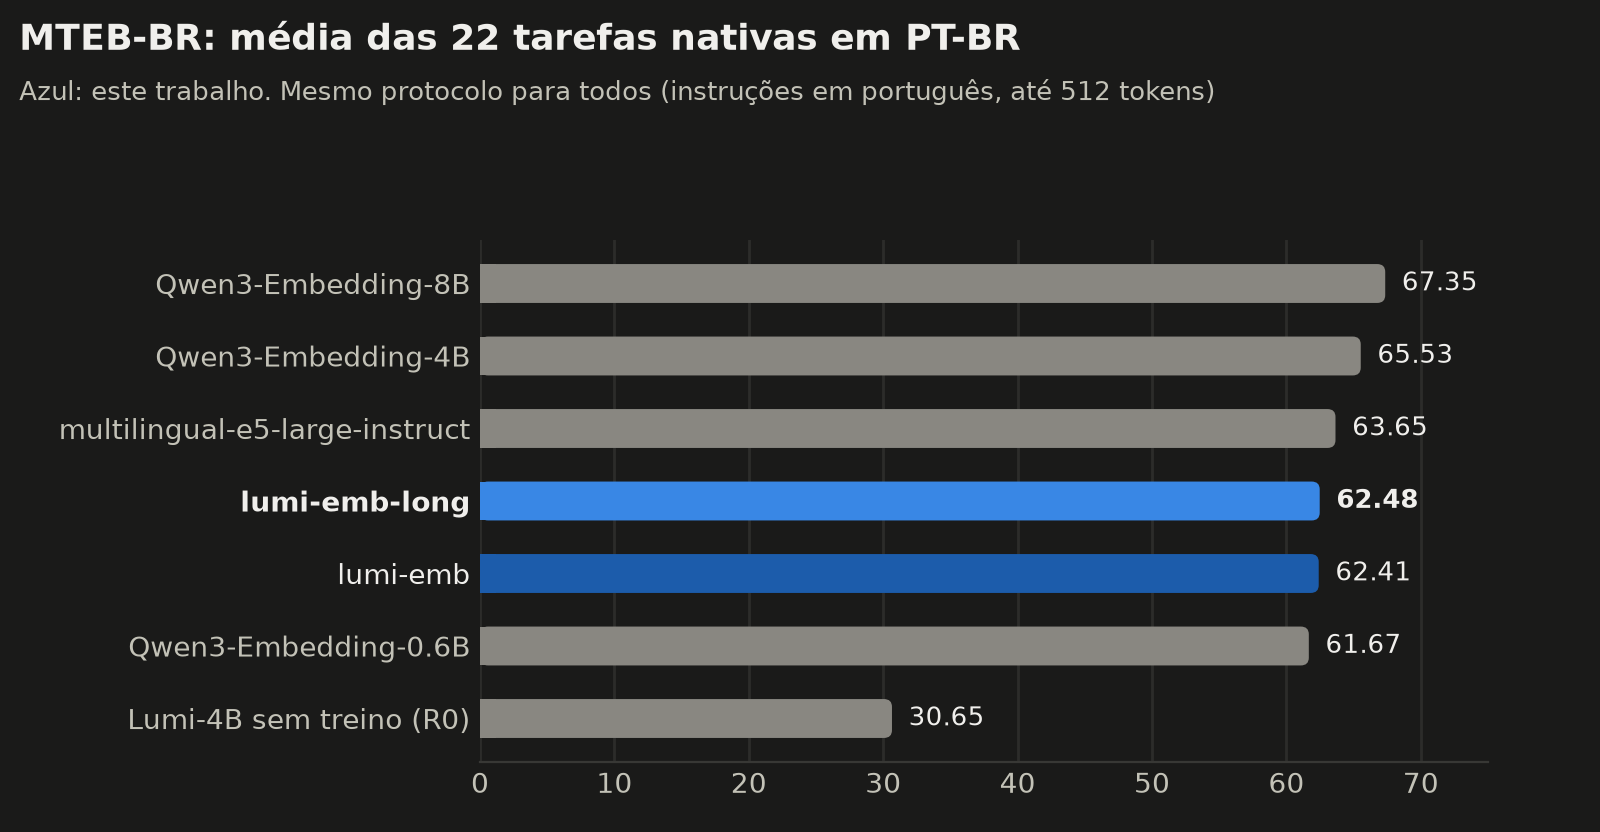 MTEB-BR: média das 22 tarefas nativas em PT-BR
Azul: este trabalho. Mesmo protocolo para todos (instruções em português, até 512 tokens)
Qwen3-Embedding-8B 67.35
Qwen3-Embedding-4B 65.53
multilingual-e5-large-instruct 63.65
lumi-emb-long 62.48
lumi-emb 62.41
Qwen3-Embedding-0.6B 61.67
Lumi-4B sem treino (R0) 30.65
0 10 20 30 40 50 60 70